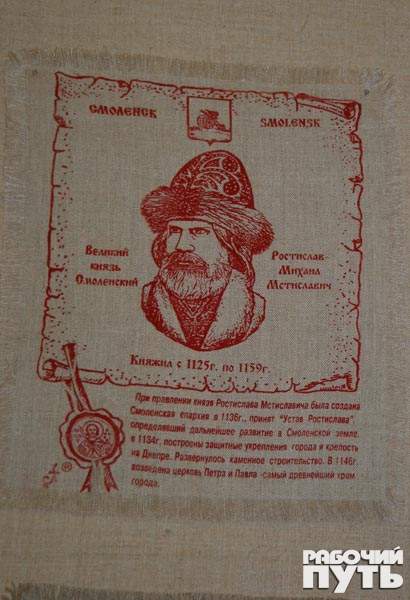 СМОЛЕНСК
SMOLENSK
Великий
князь
Смоленский
Ростислав-
Михаил
Мстиславич
Княжил с 1125г. по 1159г.
При правлении князя Ростислава Мстиславича была создана
Смоленская епархия в 1136г., принят "Устав Ростислава",
определявший дальнейшее развитие в Смоленской земле.
в 1134г. построены защитные укрепления города и крепость
на Днепре. Развернулось каменное строительство. В 1146г.
возведена церковь Петра и Павла -самый древнейший храм
города.
®
РАБОЧИЙ
ПУТЬ